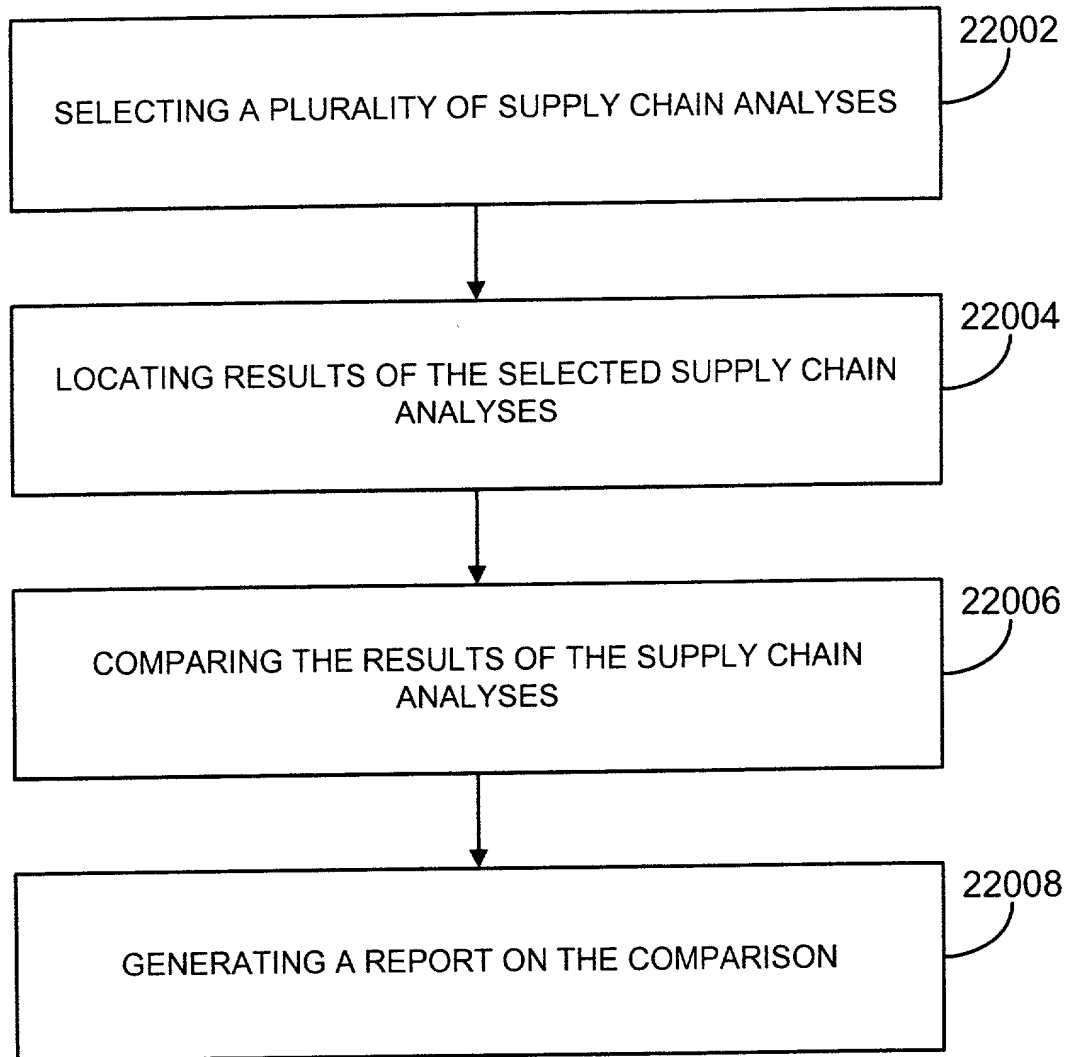 22002
SELECTING A PLURALITY OF SUPPLY CHAIN ANALYSES
22004
LOCATING RESULTS OF THE SELECTED SUPPLY CHAIN
ANALYSES
22006
COMPARING THE RESULTS OF THE SUPPLY CHAIN
ANALYSES
22008
GENERATING A REPORT ON THE COMPARISON